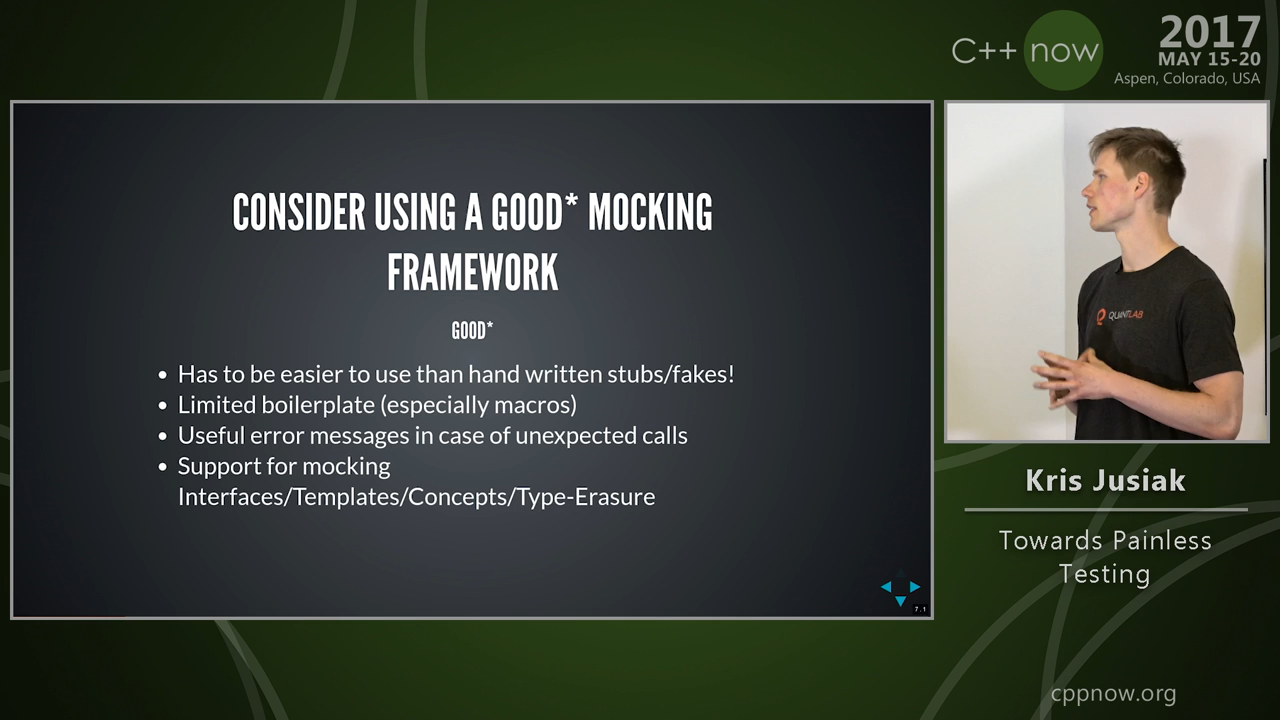 C++ now
2017
MAY 15-20
Aspen, Colorado, USA
CONSIDER USING A GOOD* MOCKING
FRAMEWORK
GOOD*
• Has to be easier to use than hand written stubs/fakes!
• Limited boilerplate (especially macros)
• Useful error messages in case of unexpected calls
• Support for mocking
Interfaces/Templates/Concepts/Type-Erasure
7.1
QUANTLAB
Kris Jusiak
Towards Painless
Testing
cppnow.org